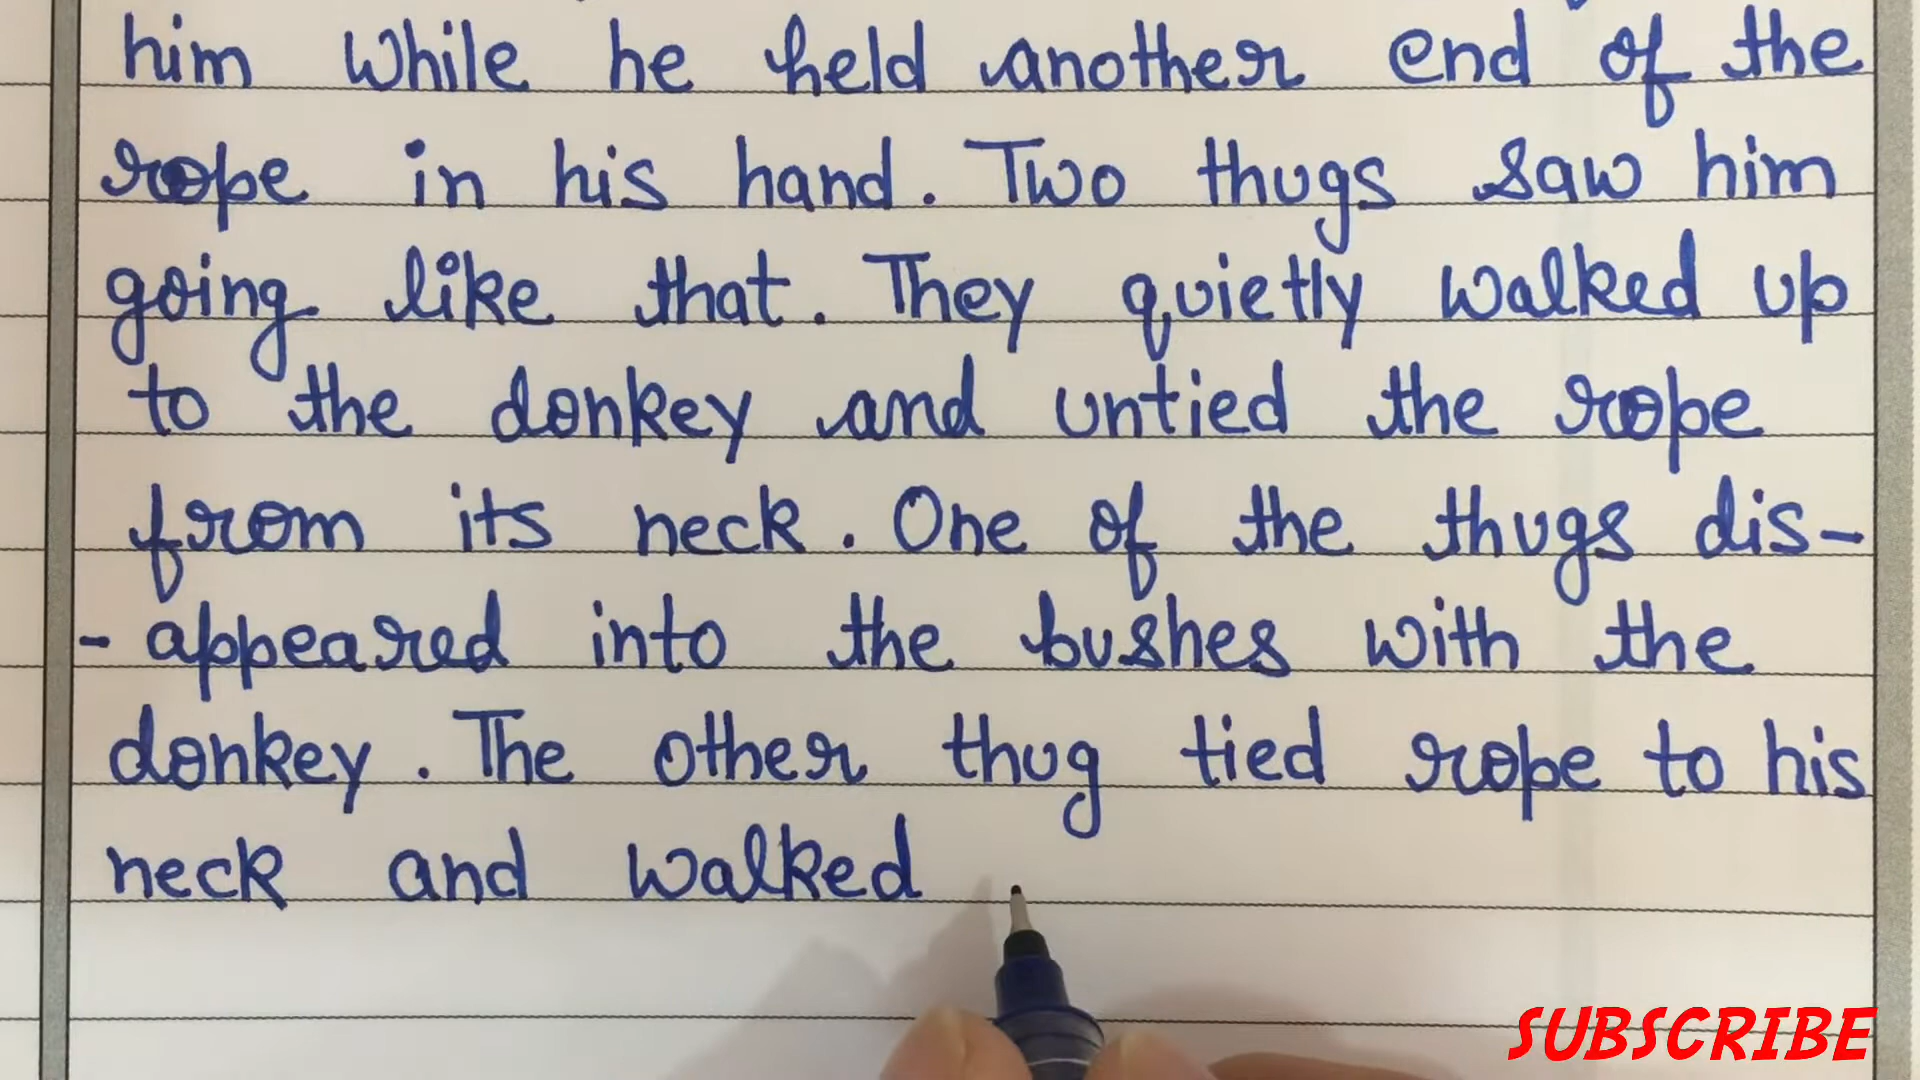 him while he held another end of the
rope in his hand. Two thugs saw him
going like that. They quietly walked up
to the donkey and untied the rope
from its neck. One of the thugs dis-
- appeared into the bushes with the
donkey. The other thug tied rope to his
neck and walked
SUBSCRIBE